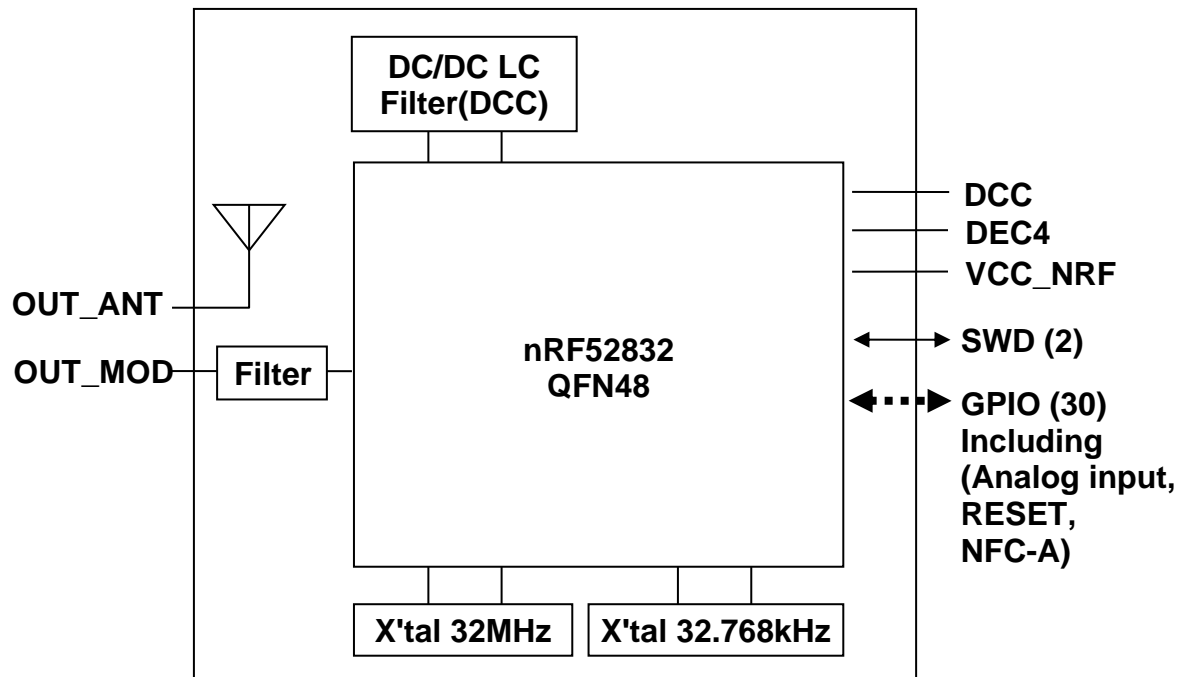 DC/DC LC
Filter(DCC)
DCC
DEC4
VCC_NRF
OUT_ANT
OUT_MOD
Filter
nRF52832
QFN48
SWD (2)
GPIO (30)
Including
(Analog input,
RESET,
NFC-A)
X'tal 32MHz
X'tal 32.768kHz